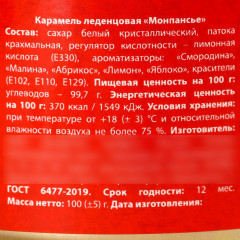 Карамель леденцовая «Монпансье»
Состав: сахар белый кристаллический, патока
крахмальная, регулятор кислотности – лимонная
кислота (Е330), ароматизаторы: «Смородина»,
«Малина», «Абрикос», «Лимон», «Яблоко», красители
(Е102, Е110, Е129). Пищевая ценность на 100 г:
углеводов – 99,7 г. Энергетическая ценность
на 100 г: 370 ккал / 1549 кДж. Условия хранения:
при температуре от +18 (± 3) °С и относительной
влажности воздуха не более 75 %. Изготовитель:
ГОСТ 6477-2019. Срок годности: 12 мес.
Масса нетто: 100 (±5) г. Дата изготовления: